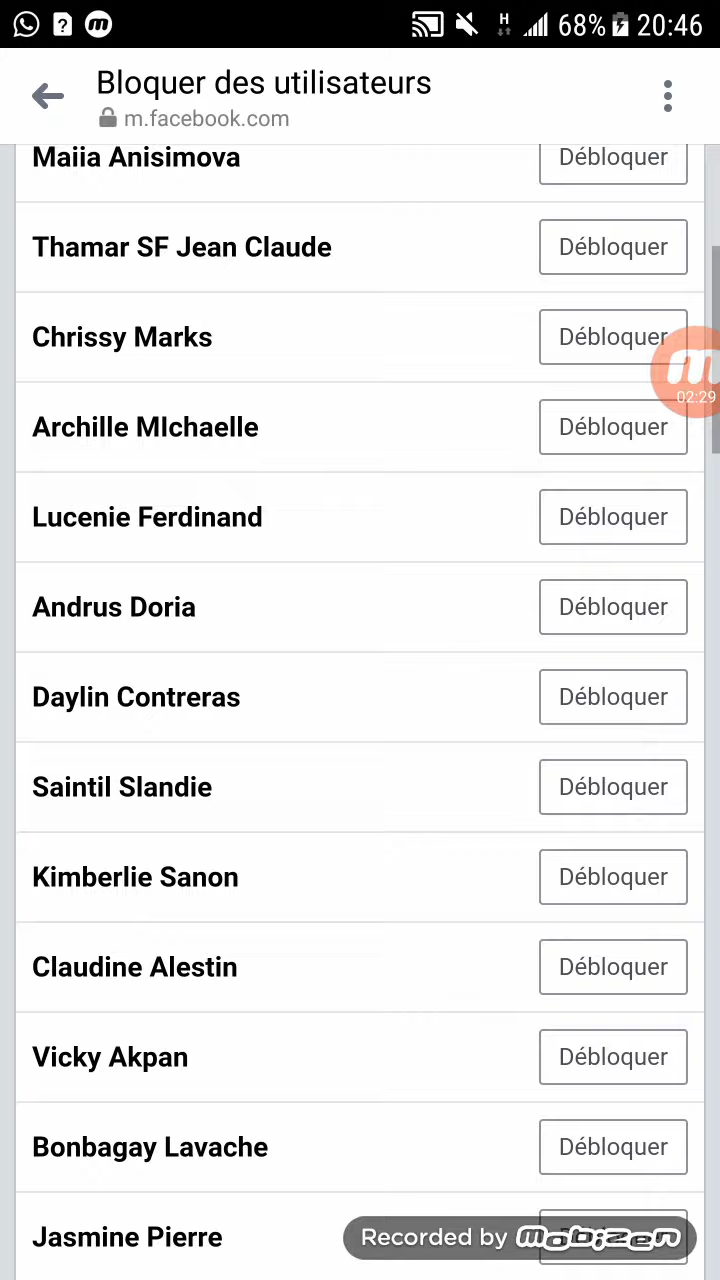 68% 20:46
Bloquer des utilisateurs
m.facebook.com
Maiia Anisimova Débloquer
Thamar SF Jean Claude Débloquer
Chrissy Marks Débloquer
02:29
Archille MIchaelle Débloquer
Lucenie Ferdinand Débloquer
Andrus Doria Débloquer
Daylin Contreras Débloquer
Saintil Slandie Débloquer
Kimberlie Sanon Débloquer
Claudine Alestin Débloquer
Vicky Akpan Débloquer
Bonbagay Lavache Débloquer
Jasmine Pierre
Recorded by mobizen